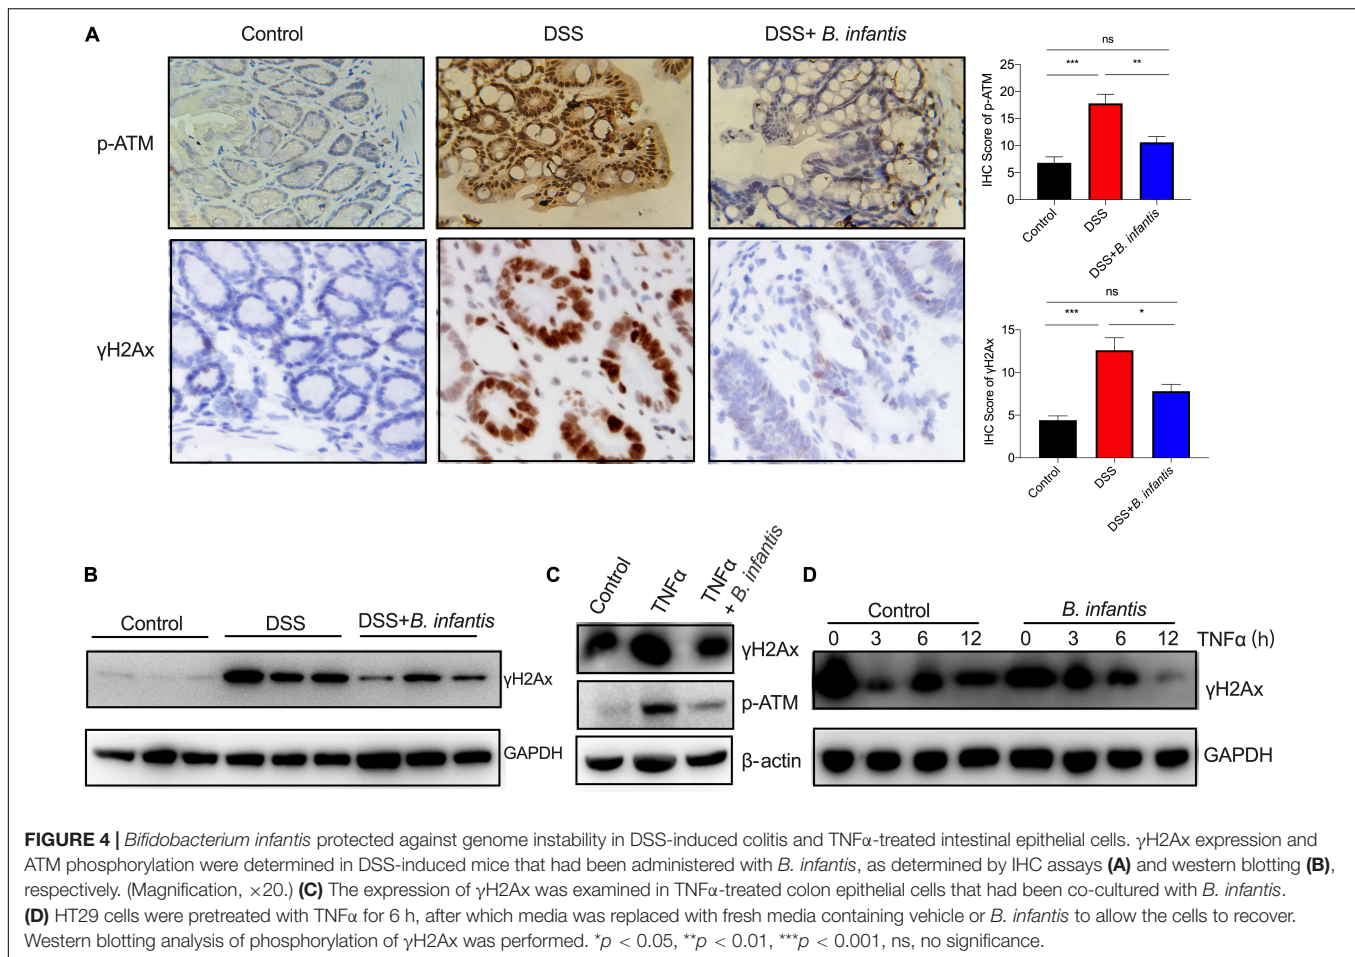 A
Control
DSS
DSS+ B. infantis
p-ATM
γH2Ax
ns
***
**
IHC Score of p-ATM
25
20
15
10
5
0
Control
DSS
DSS+B. infantis
ns
***
*
IHC Score of γH2Ax
15
10
5
0
Control
DSS
DSS+B. infantis
B
Control
DSS
DSS+B. infantis
γH2Ax
GAPDH
C
Control
TNFα
TNFα
+ B. infantis
γH2Ax
p-ATM
β-actin
D
Control
B. infantis
0 3 6 12 0 3 6 12 TNFα (h)
γH2Ax
GAPDH
FIGURE 4 | Bifidobacterium infantis protected against genome instability in DSS-induced colitis and TNFα-treated intestinal epithelial cells. γH2Ax expression and
ATM phosphorylation were determined in DSS-induced mice that had been administered with B. infantis, as determined by IHC assays (A) and western blotting (B),
respectively. (Magnification, ×20.) (C) The expression of γH2Ax was examined in TNFα-treated colon epithelial cells that had been co-cultured with B. infantis.
(D) HT29 cells were pretreated with TNFα for 6 h, after which media was replaced with fresh media containing vehicle or B. infantis to allow the cells to recover.
Western blotting analysis of phosphorylation of γH2Ax was performed. *p < 0.05, **p < 0.01, ***p < 0.001, ns, no significance.